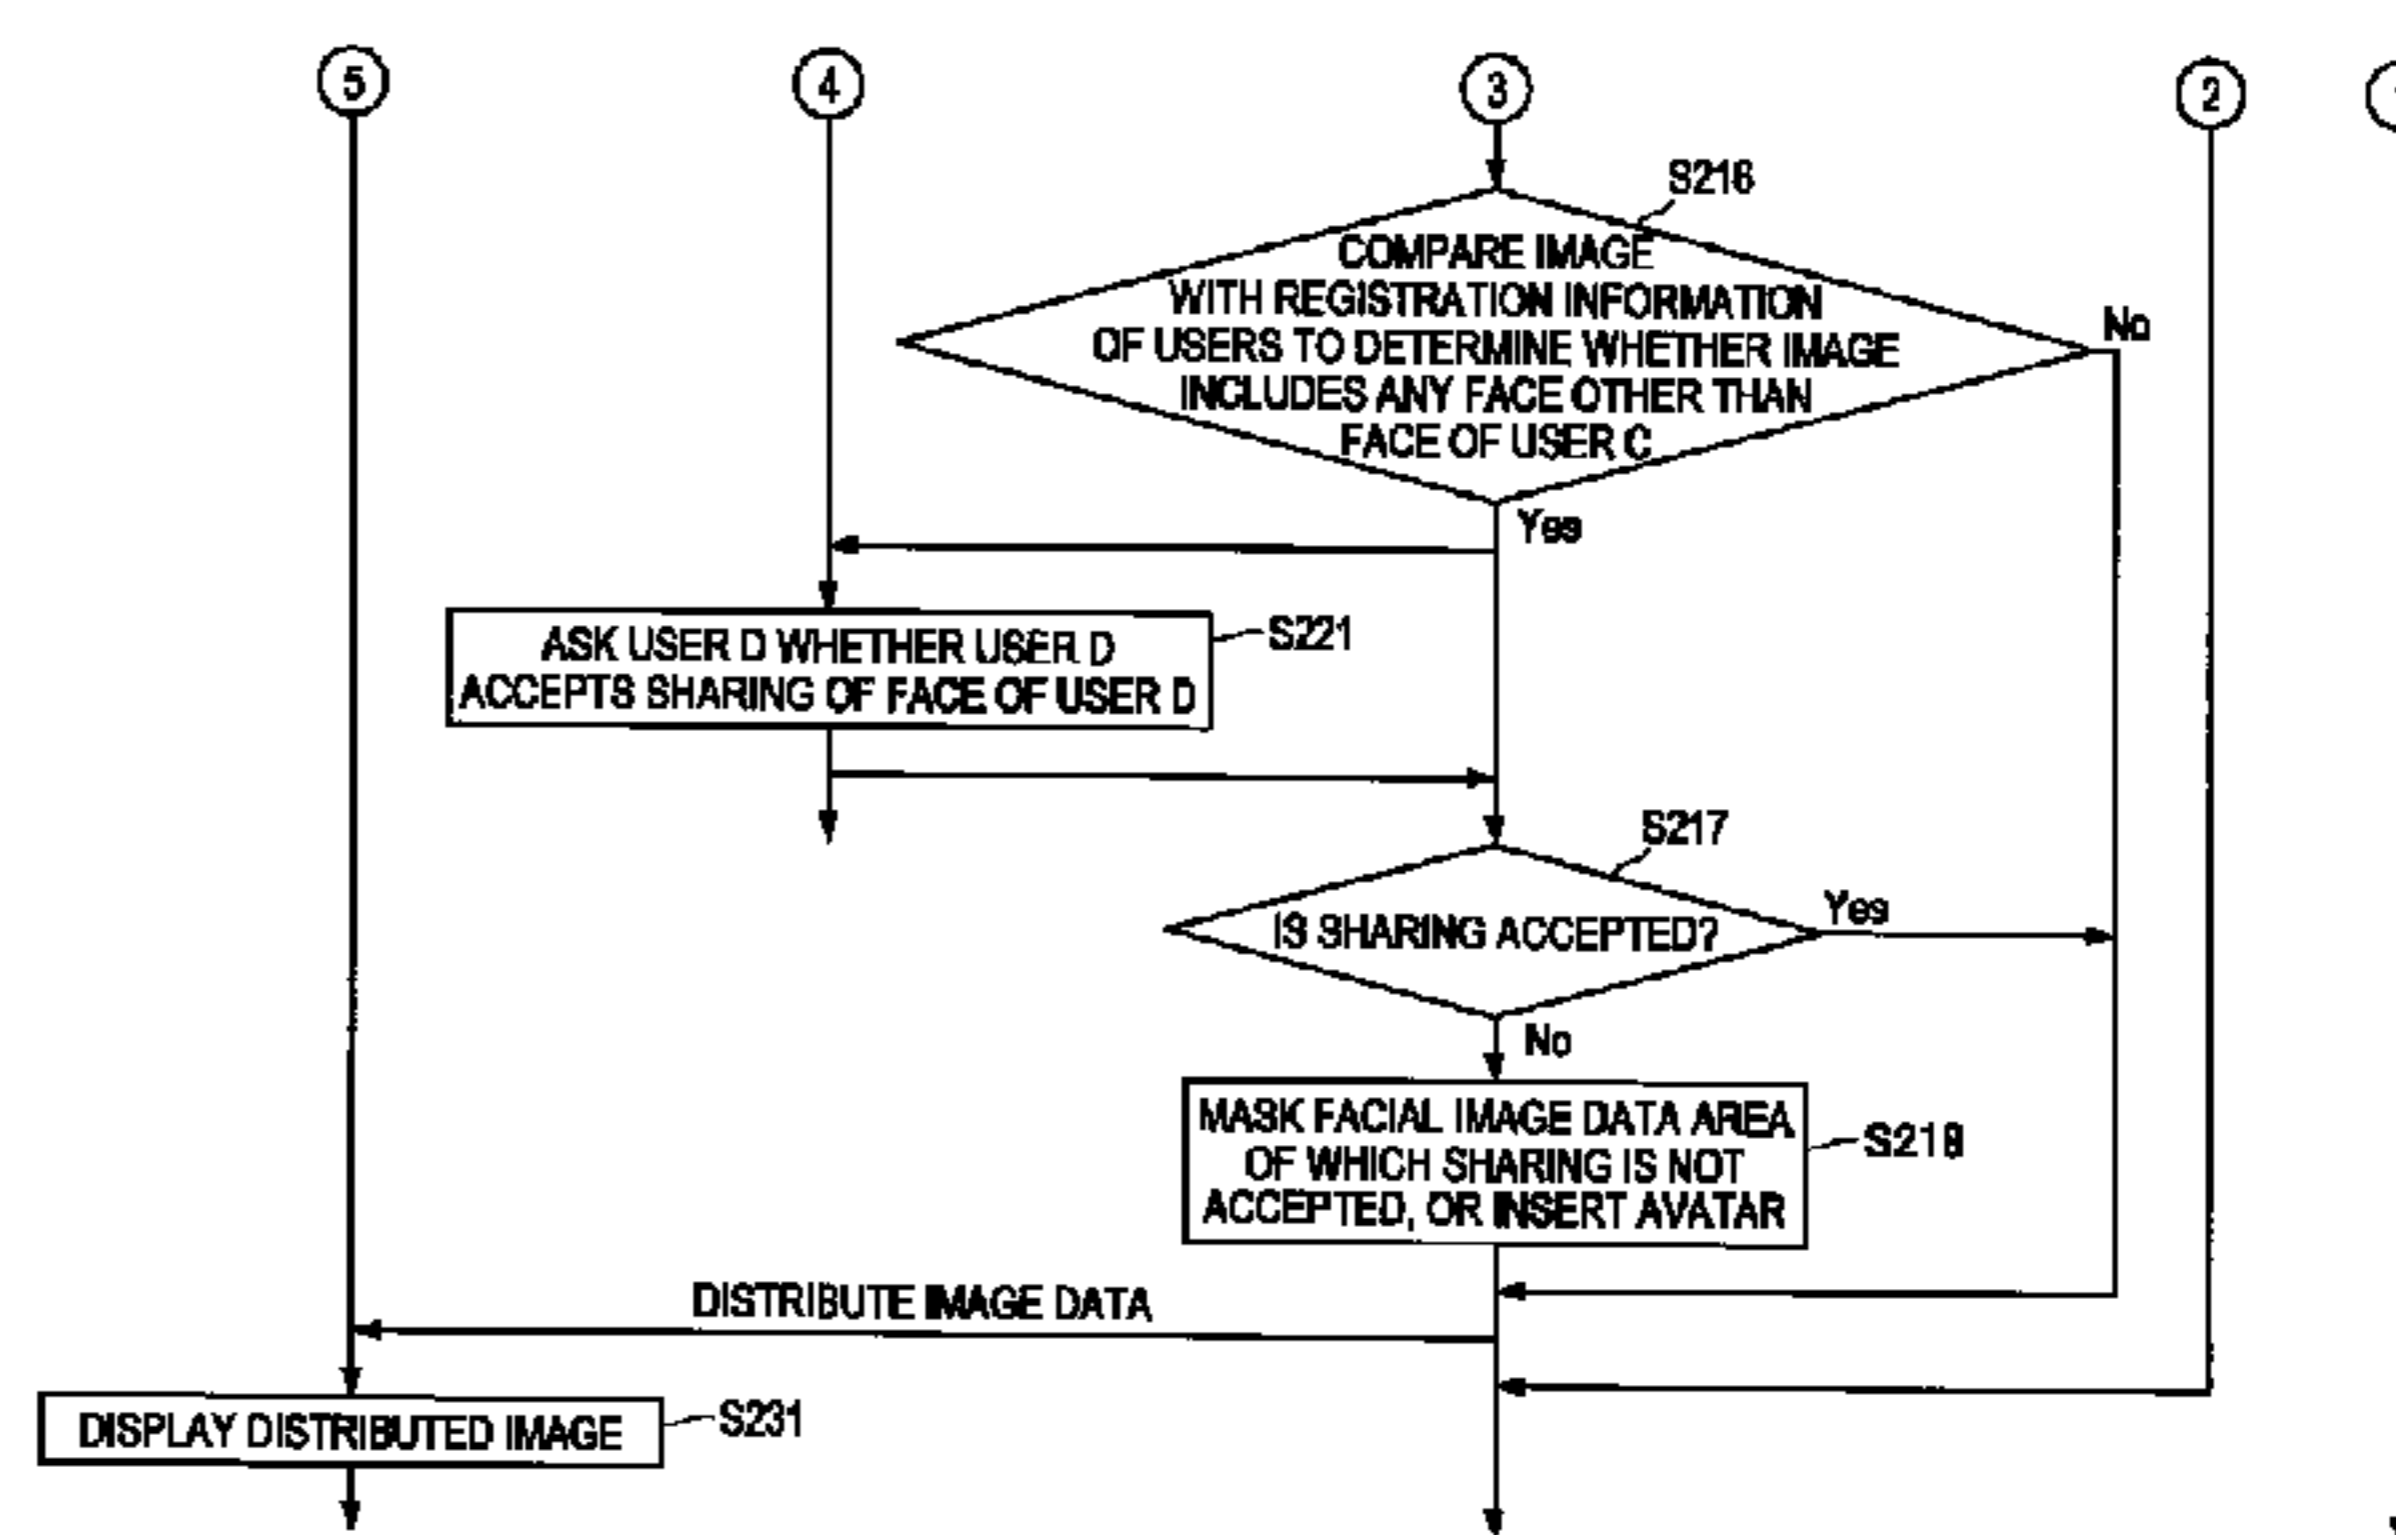 5
4
3
2
S216
COMPARE IMAGE
WITH REGISTRATION INFORMATION
OF USERS TO DETERMINE WHETHER IMAGE
INCLUDES ANY FACE OTHER THAN
FACE OF USER C
No
Yes
ASK USER D WHETHER USER D
ACCEPTS SHARING OF FACE OF USER D
S221
S217
IS SHARING ACCEPTED?
Yes
No
MASK FACIAL IMAGE DATA AREA
OF WHICH SHARING IS NOT
ACCEPTED, OR INSERT AVATAR
DISTRIBUTE IMAGE DATA
DISPLAY DISTRIBUTED IMAGE
S231